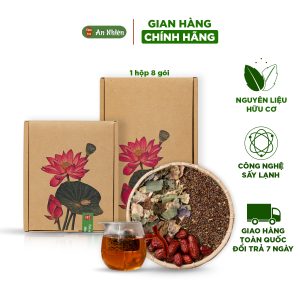 An Nhiên
GIAN HÀNG
CHÍNH HÃNG
1 hộp 8 gói
NGUYÊN LIỆU
HỮU CƠ
CÔNG NGHỆ
SẤY LẠNH
GIAO HÀNG
TOÀN QUỐC
ĐỔI TRẢ 7 NGÀY